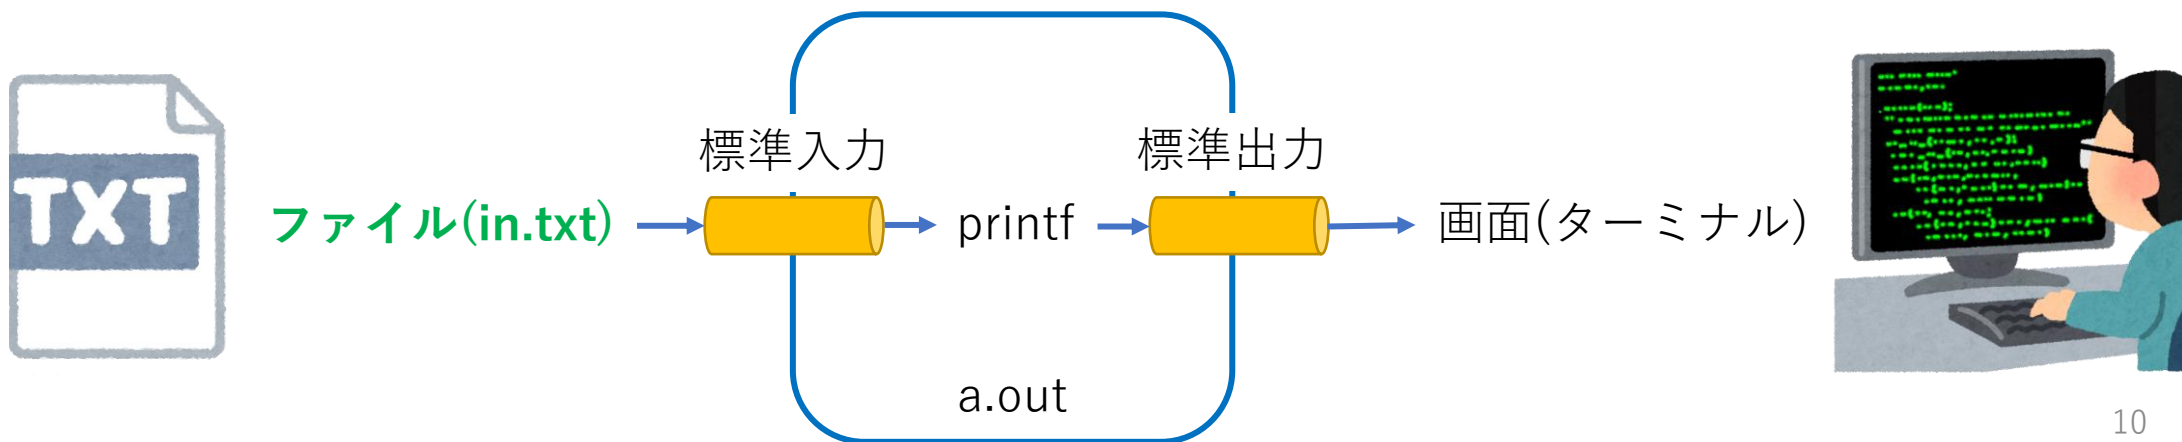 TXT
ファイル(in.txt)
標準入力
printf
標準出力
画面(ターミナル)
a.out
10